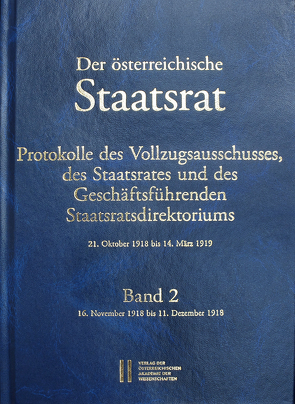 Der österreichische
Staatsrat
Protokolle des Vollzugsausschusses,
des Staatsrates und des
Geschäftsführenden
Staatsratsdirektoriums
21. Oktober 1918 bis 14. März 1919
Band 2
16. November 1918 bis 11. Dezember 1918
VERLAG DER
ÖSTERREICHISCHEN
AKADEMIE DER
WISSENSCHAFTEN